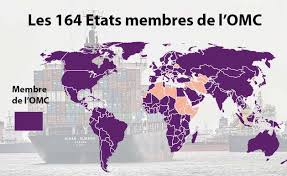 Les 164 Etats membres de l'OMC
Membre
de l'OMC